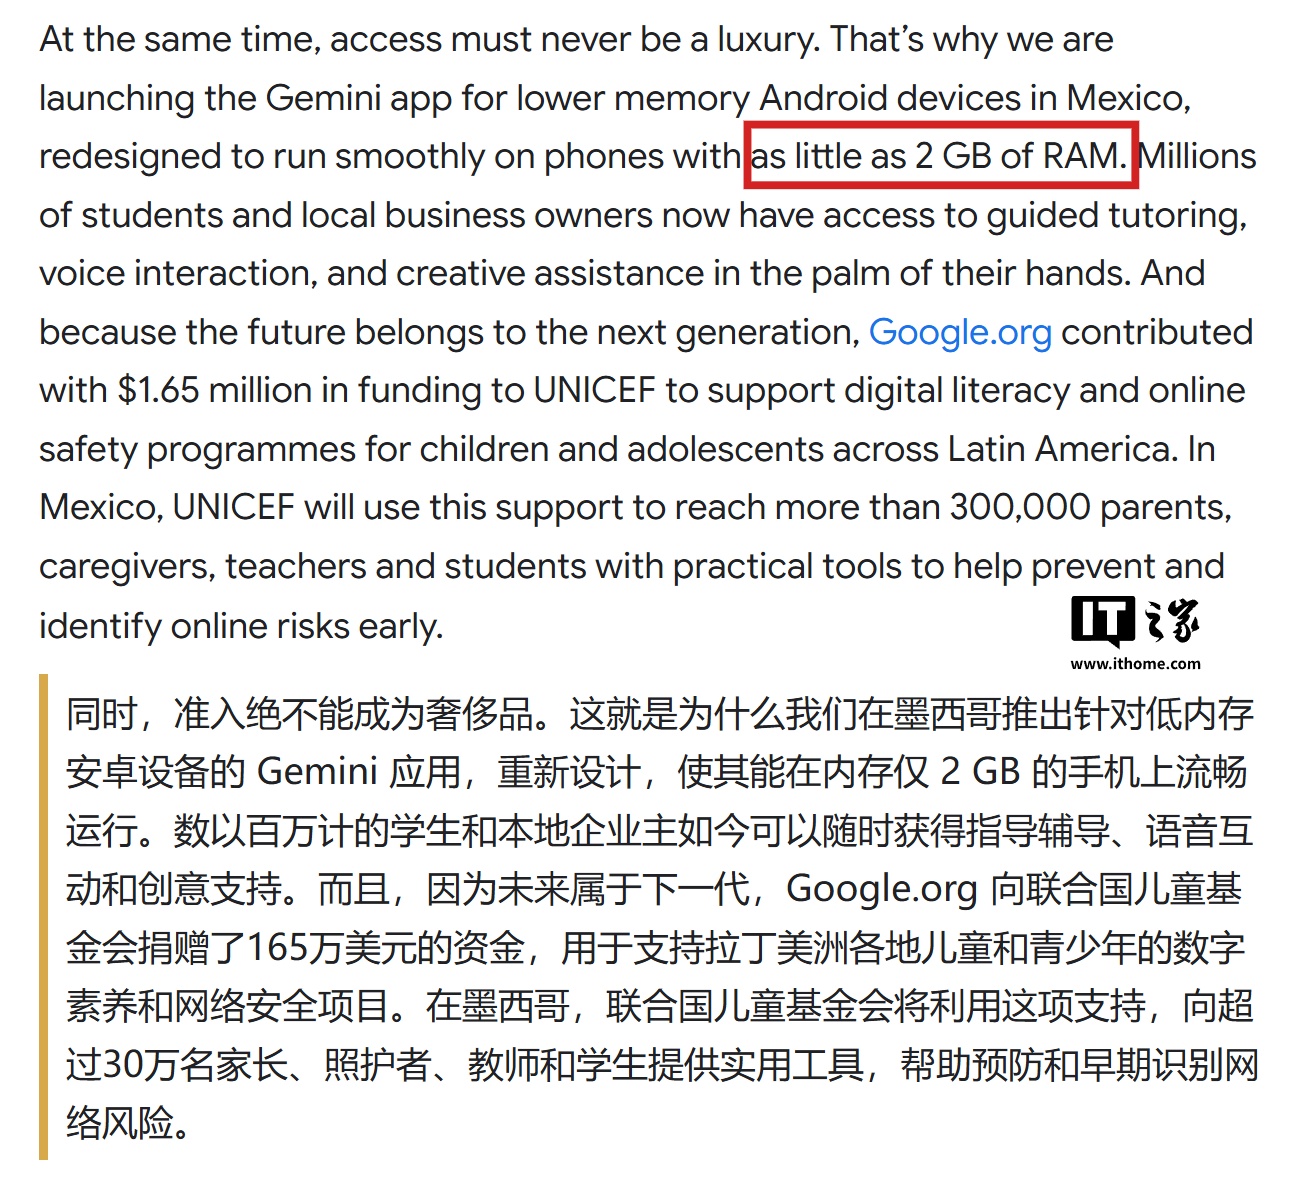 At the same time, access must never be a luxury. That’s why we are
launching the Gemini app for lower memory Android devices in Mexico,
redesigned to run smoothly on phones with as little as 2 GB of RAM. Millions
of students and local business owners now have access to guided tutoring,
voice interaction, and creative assistance in the palm of their hands. And
because the future belongs to the next generation, Google.org contributed
with $1.65 million in funding to UNICEF to support digital literacy and online
safety programmes for children and adolescents across Latin America. In
Mexico, UNICEF will use this support to reach more than 300,000 parents,
caregivers, teachers and students with practical tools to help prevent and
identify online risks early.
IT之家
www.ithome.com
同时，准入绝不能成为奢侈品。这就是为什么我们在墨西哥推出针对低内存
安卓设备的 Gemini 应用，重新设计，使其能在内存仅 2 GB 的手机上流畅
运行。数以百万计的学生和本地企业主如今可以随时获得指导辅导、语音互
动和创意支持。而且，因为未来属于下一代，Google.org 向联合国儿童基
金会捐赠了165万美元的资金，用于支持拉丁美洲各地儿童和青少年的数字
素养和网络安全项目。在墨西哥，联合国儿童基金会将利用这项支持，向超
过30万名家长、照护者、教师和学生提供实用工具，帮助预防和早期识别网
络风险。